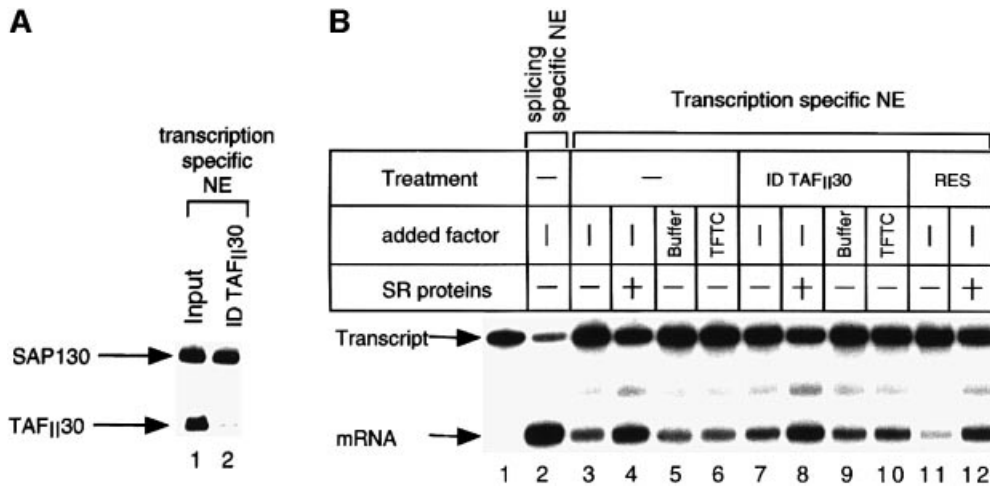 A
transcription
specific
NE
Input
ID TAFII30
SAP130
TAFII30
1 2
B
splicing
specific NE
Transcription specific NE
Treatment — — ID TAFII30 RES
added factor — — — Buffer TFTC — — Buffer TFTC — —
SR proteins — — + — — — + — — — +
Transcript
mRNA
1 2 3 4 5 6 7 8 9 10 11 12